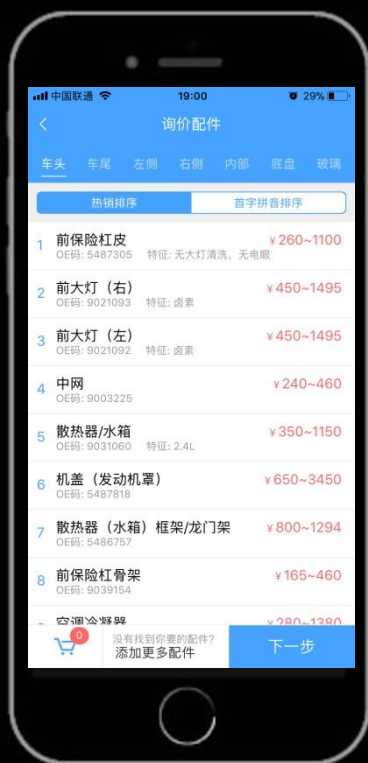 中国联通 19:00 29%
询价配件
车头 车尾 左侧 右侧 内部 底盘 玻璃
热销排序 首字拼音排序
1 前保险杠皮 ¥260~1100
OE码: 5487305 特征: 无大灯清洗, 无电眼
2 前大灯（右） ¥450~1495
OE码: 9021093 特征: 卤素
3 前大灯（左） ¥450~1495
OE码: 9021092 特征: 卤素
4 中网 ¥240~460
OE码: 9003225
5 散热器/水箱 ¥350~1150
OE码: 9031060 特征: 2.4L
6 机盖（发动机罩） ¥650~3450
OE码: 5487818
7 散热器（水箱）框架/龙门架 ¥800~1294
OE码: 5486757
8 前保险杠骨架 ¥165~460
OE码: 9039154
空调冷凝器 ¥280~1380
0 没有找到你要的配件?
添加更多配件 下一步